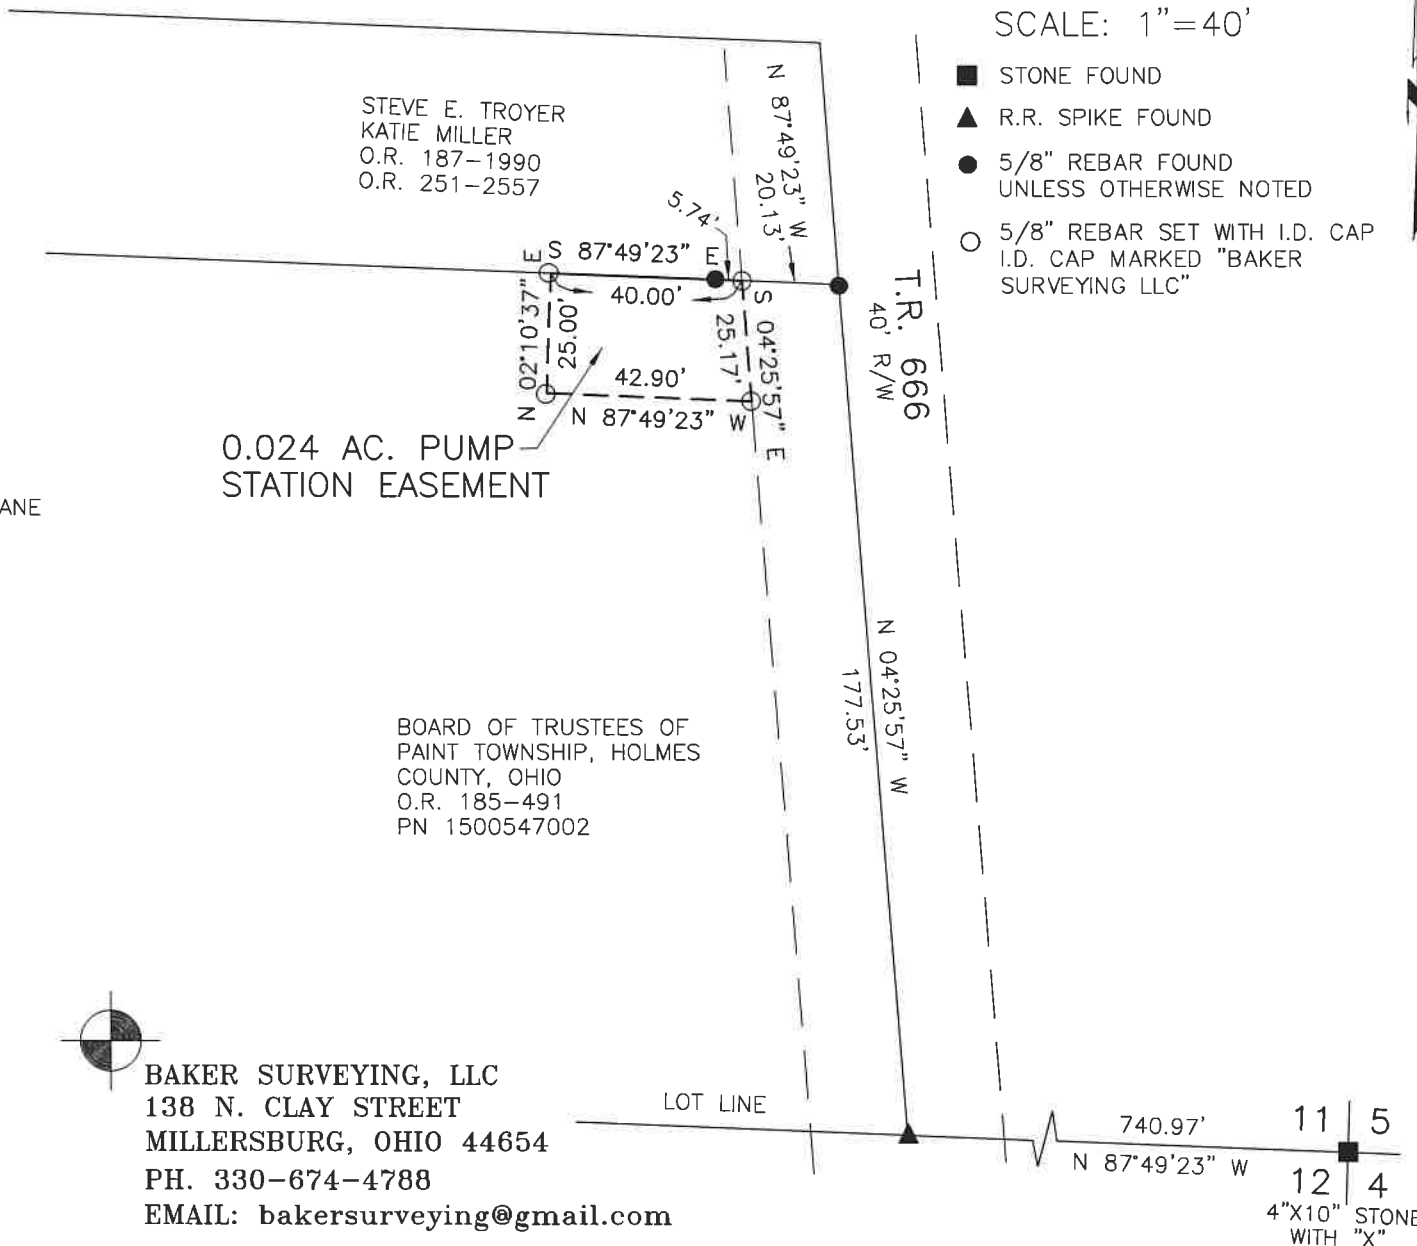 SCALE: 1"=40'
STONE FOUND
R.R. SPIKE FOUND
5/8" REBAR FOUND
UNLESS OTHERWISE NOTED
5/8" REBAR SET WITH I.D. CAP
I.D. CAP MARKED "BAKER
SURVEYING LLC"
STEVE E. TROYER
KATIE MILLER
O.R. 187-1990
O.R. 251-2557
N 87°49'23" W
20.13'
5.74'
S 87°49'23" E
40.00'
N 02°10'37" E
25.00'
S 04°25'57" E
25.17'
42.90'
N 87°49'23" W
T.R. 666
40' R/W
0.024 AC. PUMP
STATION EASEMENT
ANE
N 04°25'57" W
177.53'
BOARD OF TRUSTEES OF
PAINT TOWNSHIP, HOLMES
COUNTY, OHIO
O.R. 185-491
PN 1500547002
BAKER SURVEYING, LLC
138 N. CLAY STREET
MILLERSBURG, OHIO 44654
PH. 330-674-4788
EMAIL: bakersurveying@gmail.com
LOT LINE
740.97'
N 87°49'23" W
11 5
12 4
4"X10" STONE
WITH "X"